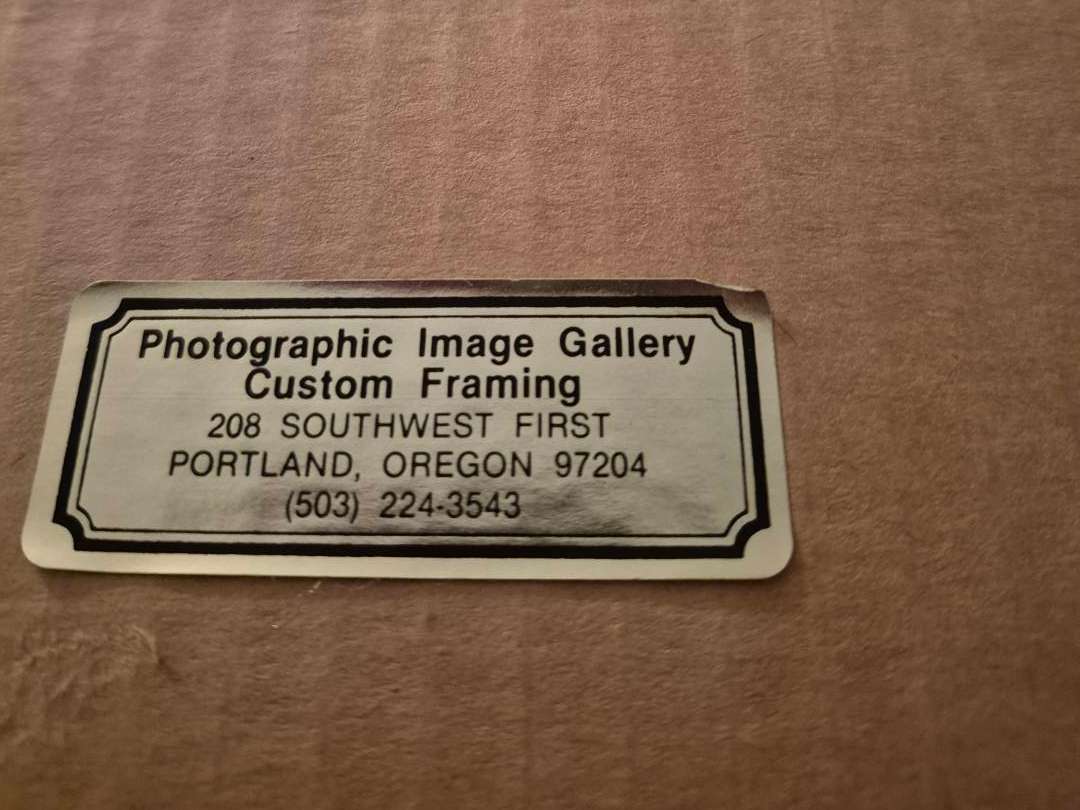 Photographic Image Gallery
Custom Framing
208 SOUTHWEST FIRST
PORTLAND, OREGON 97204
(503) 224-3543